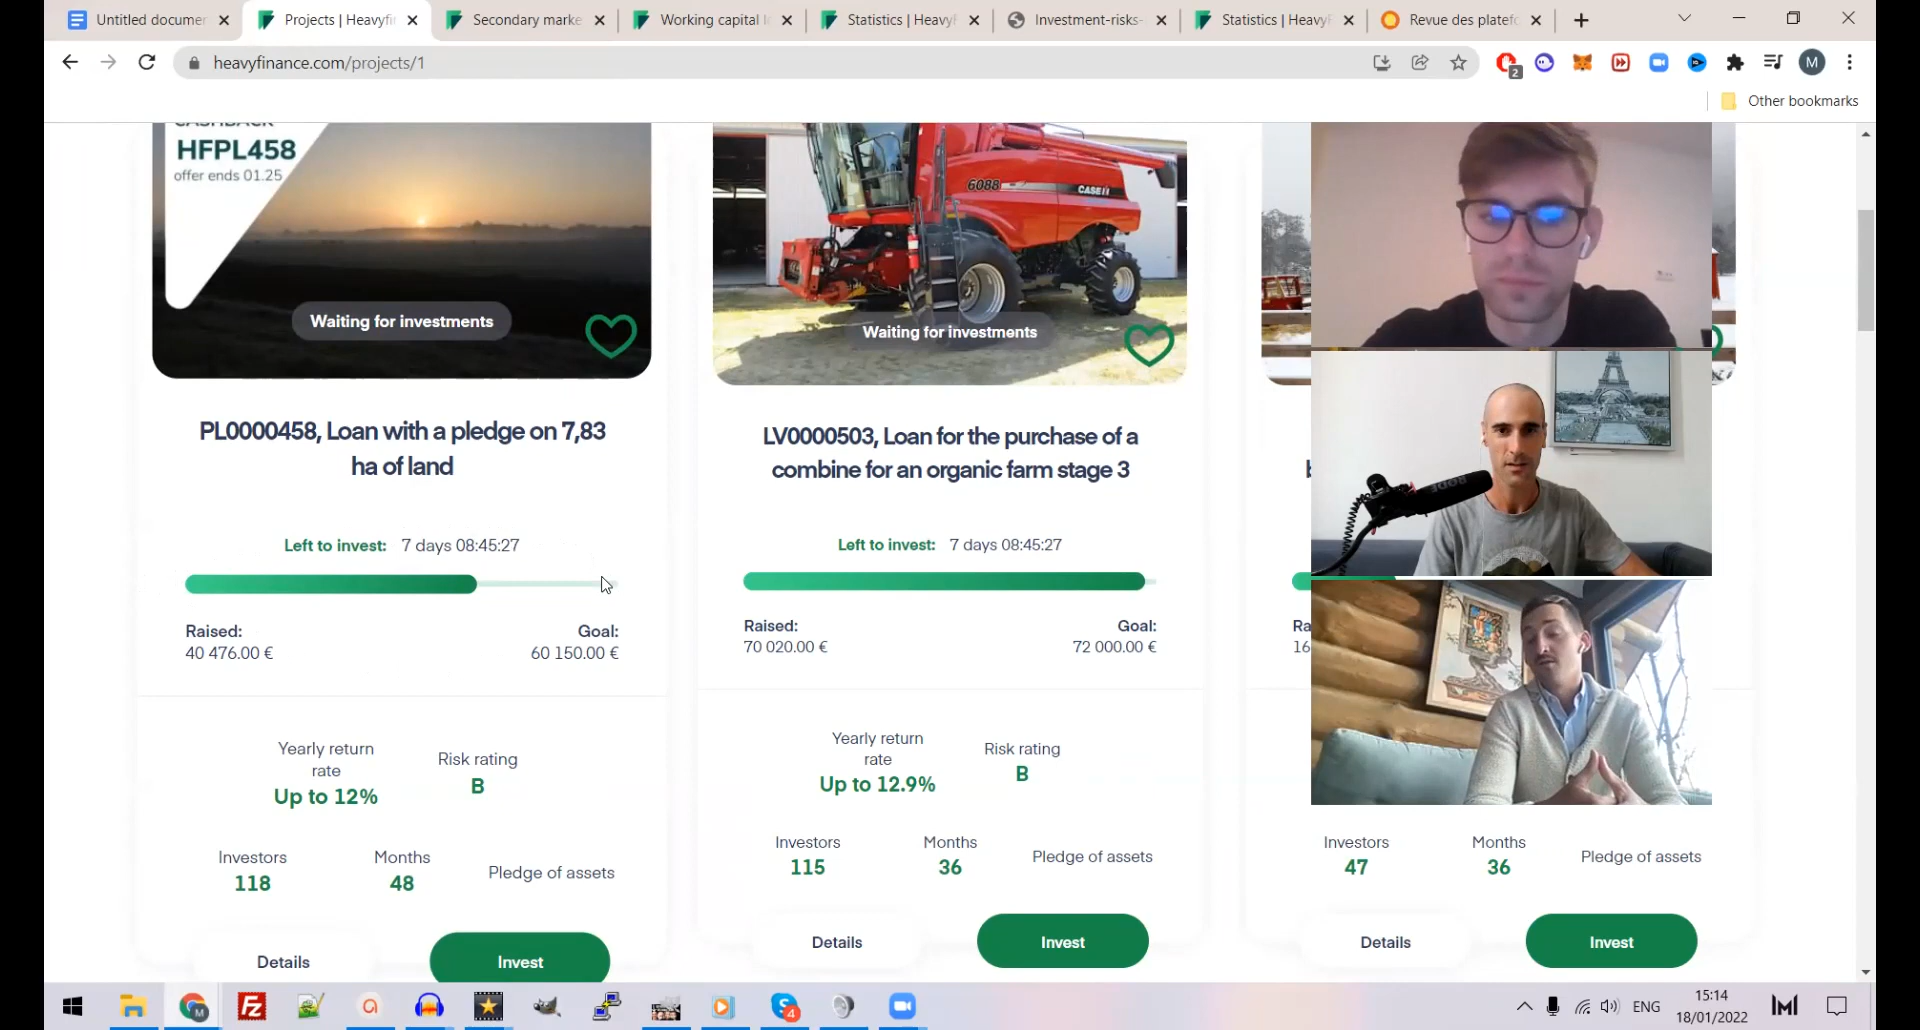 Untitled documen
Projects | Heavyfi
Secondary marke
Working capital l
Statistics | HeavyF
Investment-risks-
Statistics | HeavyF
Revue des platef
heavyfinance.com/projects/1
2
M
Other bookmarks
CASHBACK
HFPL458
offer ends 01.25
Waiting for investments
6088
CASE IH
Waiting for investments
PL0000458, Loan with a pledge on 7,83
ha of land
LV0000503, Loan for the purchase of a
combine for an organic farm stage 3
Left to invest: 7 days 08:45:27
Left to invest: 7 days 08:45:27
RODE
Raised:
Goal:
40 476.00 €
60 150.00 €
Raised:
Goal:
70 020.00 €
72 000.00 €
Ra
16
Yearly return
rate
Up to 12%
Risk rating
B
Yearly return
rate
Up to 12.9%
Risk rating
B
Investors
118
Months
48
Pledge of assets
Investors
115
Months
36
Pledge of assets
Investors
47
Months
36
Pledge of assets
Details
Invest
Details
Invest
Details
Invest
4
ENG
15:14
18/01/2022